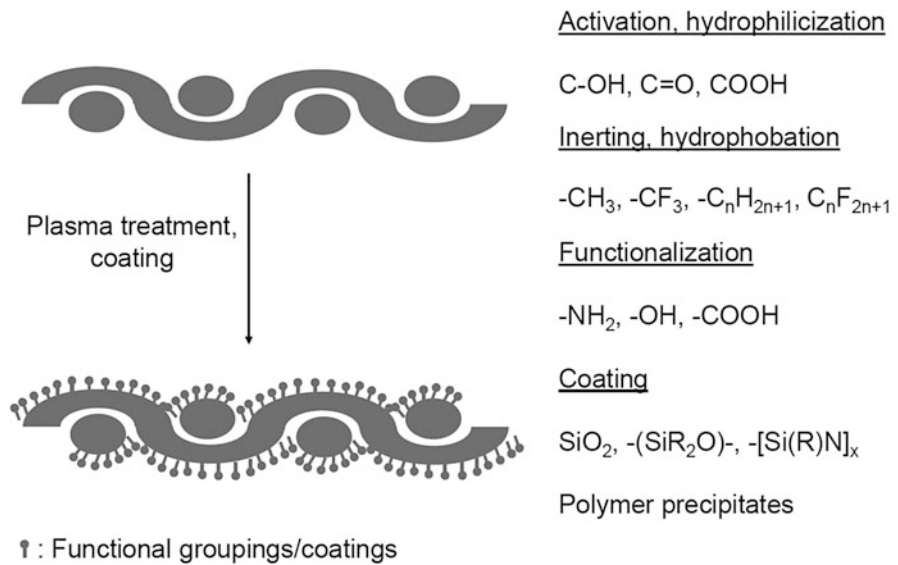 Activation, hydrophilicization
C-OH, C=O, COOH
Inerting, hydrophobation
-CH₃, -CF₃, -CₙH₂ₙ₊₁, CₙF₂ₙ₊₁
Plasma treatment,
coating
Functionalization
-NH₂, -OH, -COOH
Coating
SiO₂, -(SiR₂O)-, -[Si(R)N]ₓ
Polymer precipitates
: Functional groupings/coatings